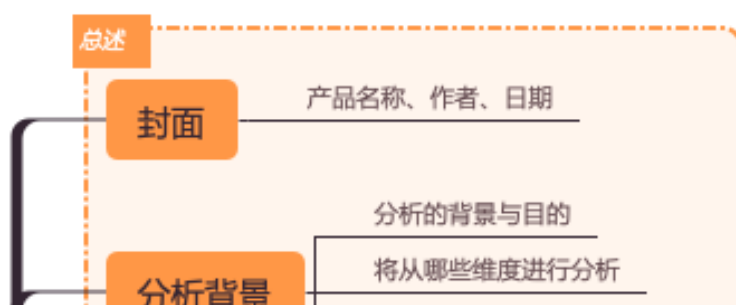 总述
封面
产品名称、作者、日期
分析的背景与目的
将从哪些维度进行分析
分析背景